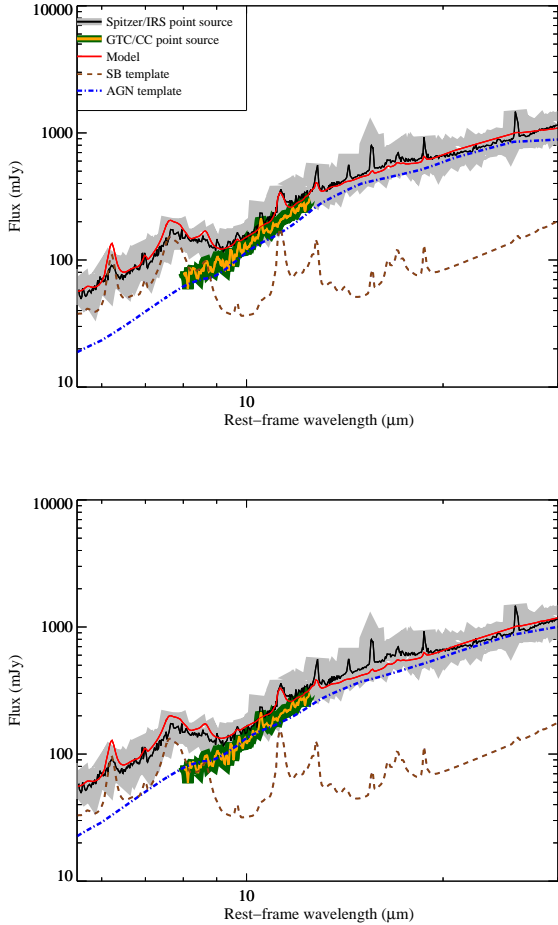 10000
Spitzer/IRS point source
GTC/CC point source
Model
SB template
AGN template
1000
Flux (mJy)
100
10
10
Rest−frame wavelength (μm)
10000
1000
Flux (mJy)
100
10
10
Rest−frame wavelength (μm)